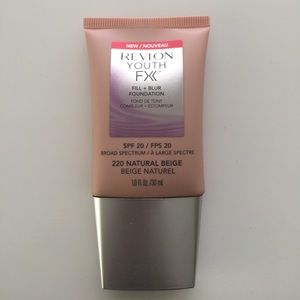 NEW / NOUVEAU
REVLON
YOUTH
FX
FILL + BLUR
FOUNDATION
FOND DE TEINT
COMBLEUR + ESTOMPEUR
SPF 20 / FPS 20
BROAD SPECTRUM / À LARGE SPECTRE
220 NATURAL BEIGE
BEIGE NATUREL
1.0 fl. Oz./30 mL